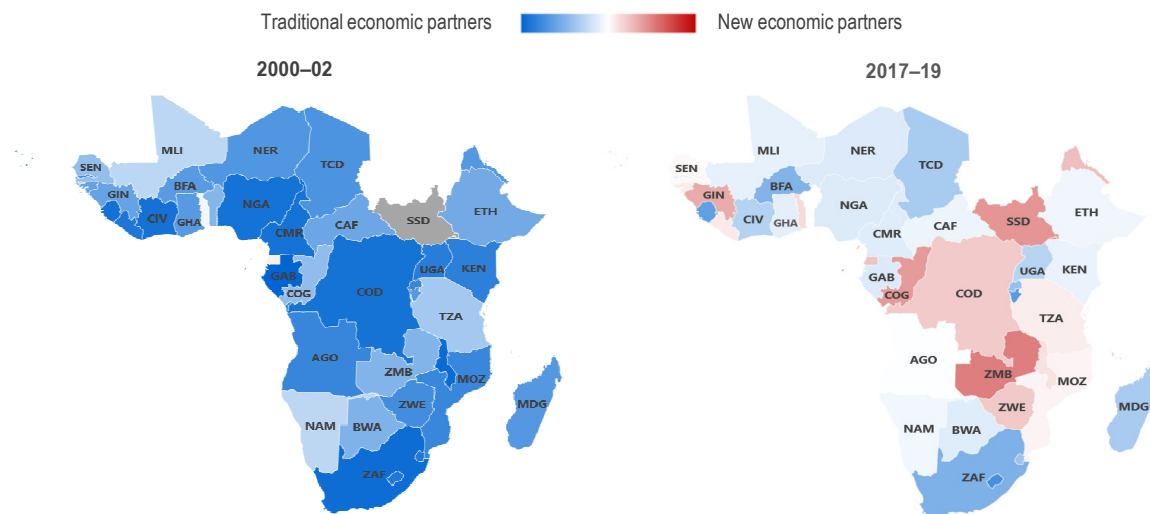 Traditional economic partners
New economic partners
2000–02
2017–19
MLI
NER
TCD
SEN
GIN
BFA
CIV
GHA
NGA
CMR
CAF
SSD
ETH
GAB
COG
COD
UGA
KEN
TZA
AGO
ZMB
MOZ
ZWE
MDG
NAM
BWA
ZAF
MLI
NER
TCD
SEN
GIN
BFA
CIV
GHA
NGA
CMR
CAF
SSD
ETH
GAB
COG
COD
UGA
KEN
TZA
AGO
ZMB
MOZ
ZWE
MDG
NAM
BWA
ZAF